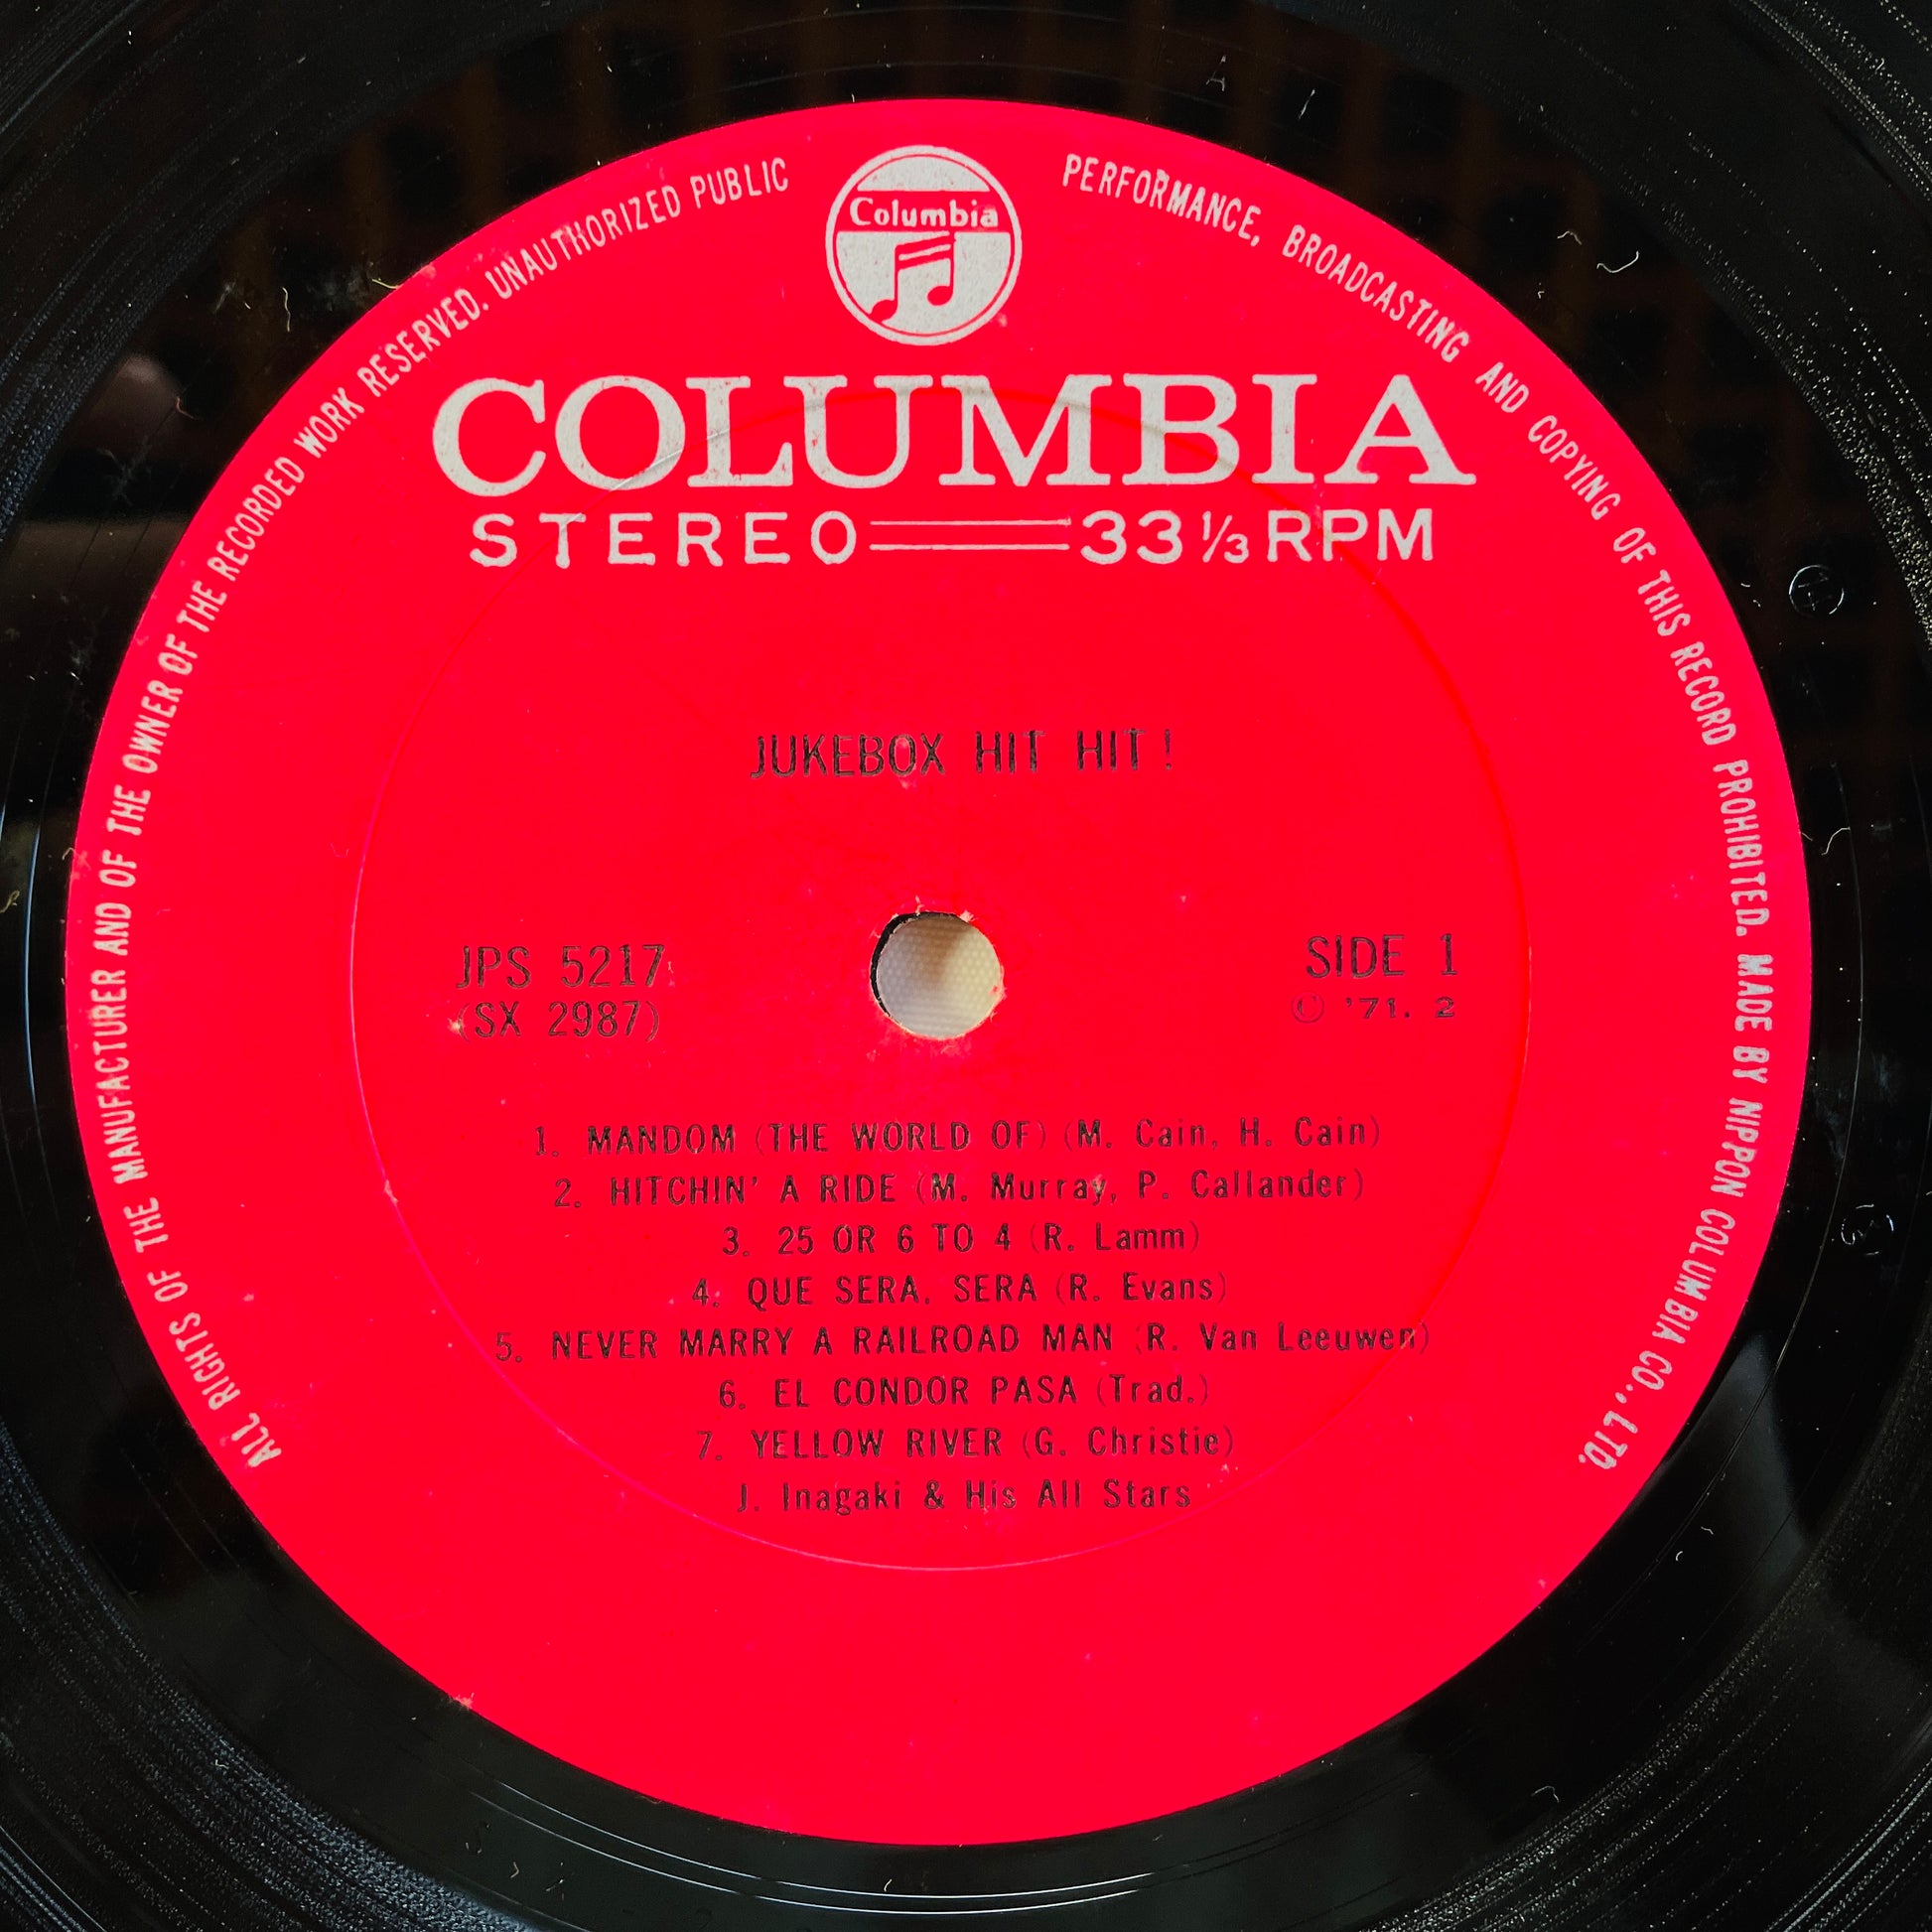 ALL RIGHTS OF THE MANUFACTURER AND OF THE OWNER OF THE RECORDED WORK RESERVED. UNAUTHORIZED PUBLIC PERFORMANCE, BROADCASTING AND COPYING OF THIS RECORD PROHIBITED. MADE BY NIPPON COLUMBIA CO., LTD.
Columbia
COLUMBIA
STEREO 33⅓ RPM
JUKEBOX HIT HIT!
JPS 5217
(SX 2987)
SIDE 1
© '71. 2
1. MANDOM (THE WORLD OF) (M. Cain, H. Cain)
2. HITCHIN' A RIDE (M. Murray, P. Callander)
3. 25 OR 6 TO 4 (R. Lamm)
4. QUE SERA, SERA (R. Evans)
5. NEVER MARRY A RAILROAD MAN (R. Van Leeuwen)
6. EL CONDOR PASA (Trad.)
7. YELLOW RIVER (G. Christie)
J. Inagaki & His All Stars